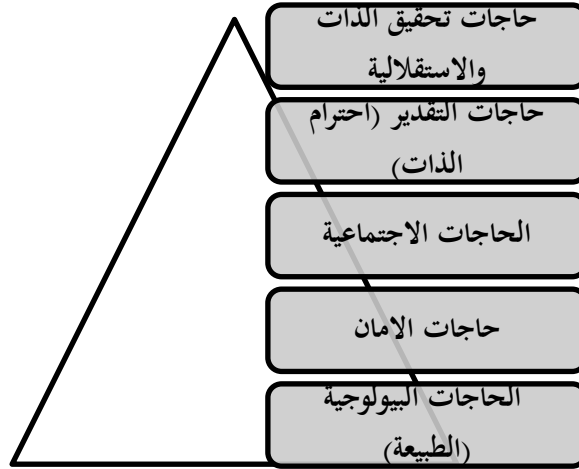 حاجات تحقيق الذات
والاستقلالية
حاجات التقدير (احترام
الذات)
الحاجات الاجتماعية
حاجات الامان
الحاجات البيولوجية
(الطبيعة)